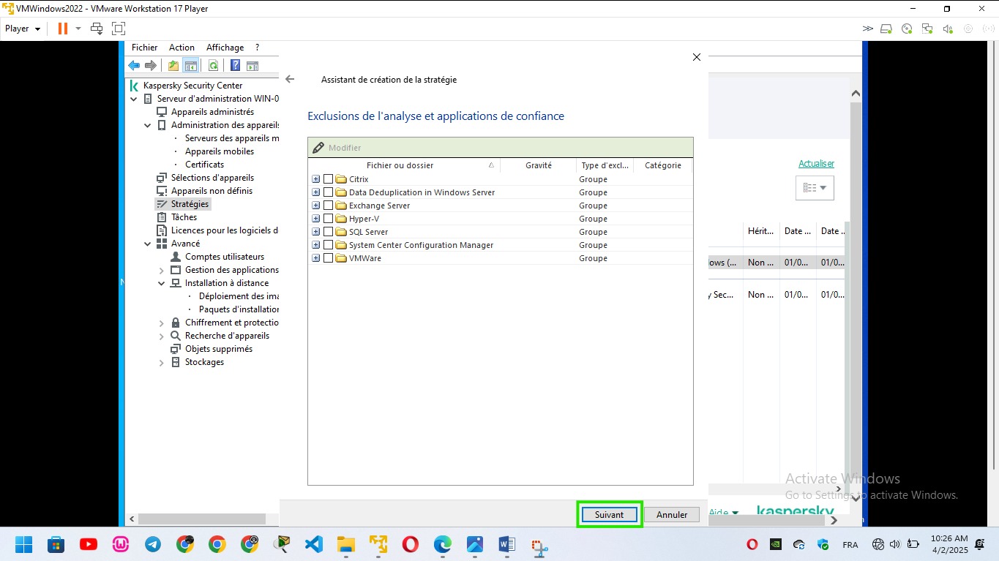 VMWindows2022 - VMware Workstation 17 Player
Player
Fichier Action Affichage ?
Kaspersky Security Center
Serveur d'administration WIN-0
Appareils administrés
Administration des appareils
Serveurs des appareils m
Appareils mobiles
Certificats
Sélections d'appareils
Appareils non définis
Stratégies
Tâches
Licences pour les logiciels d
Avancé
Comptes utilisateurs
Gestion des applications
Installation à distance
Déploiement des ima
Paquets d'installation
Chiffrement et protectio
Recherche d'appareils
Objets supprimés
Stockages
Assistant de création de la stratégie
Exclusions de l'analyse et applications de confiance
Modifier
Fichier ou dossier Gravité Type d'excl... Catégorie
Citrix Groupe
Data Deduplication in Windows Server Groupe
Exchange Server Groupe
Hyper-V Groupe
SQL Server Groupe
System Center Configuration Manager Groupe
VMWare Groupe
Suivant Annuler
Actualiser
Hérit... Date ... Date ...
lows (... Non ... 01/0... 01/0...
y Sec... Non ... 01/0... 01/0...
Activate Windows
Go to Settings to activate Windows.
Aide kaspersky
FRA
10:26 AM
4/2/2025